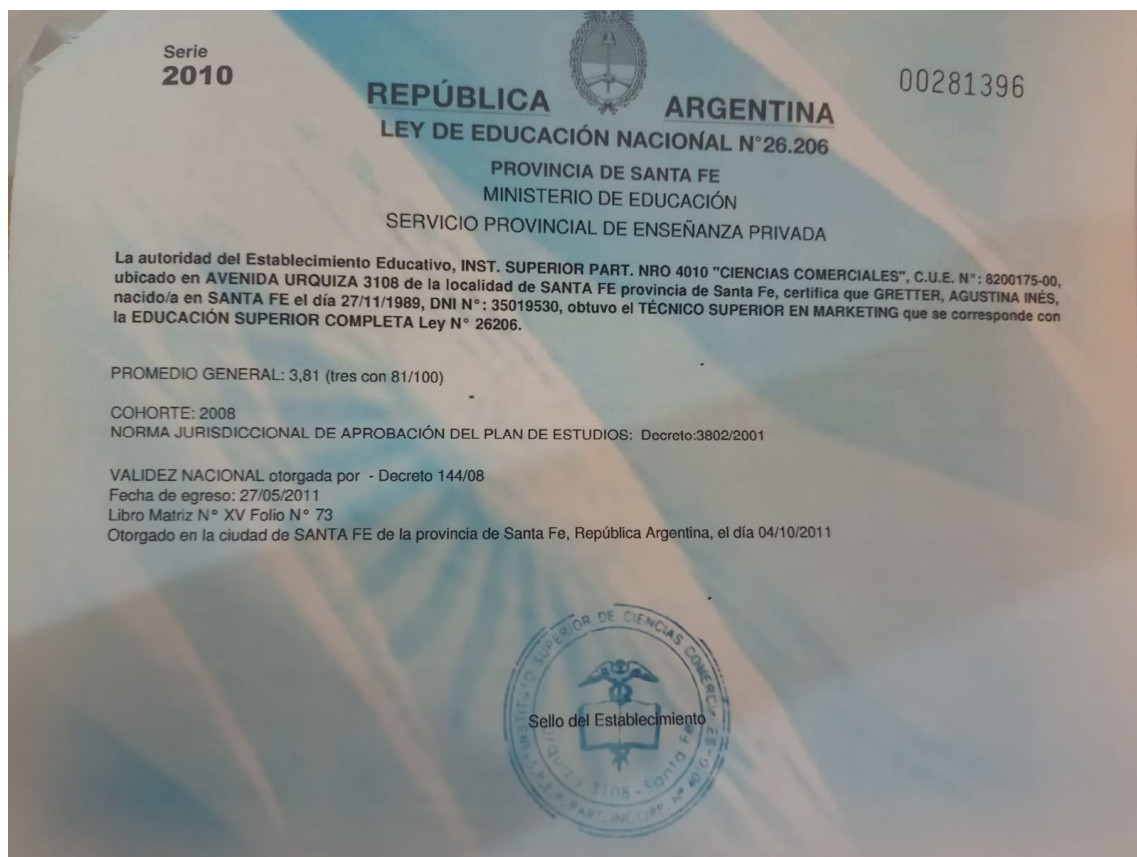 Serie
2010
00281396
REPÚBLICA ARGENTINA
LEY DE EDUCACIÓN NACIONAL N°26.206
PROVINCIA DE SANTA FE
MINISTERIO DE EDUCACIÓN
SERVICIO PROVINCIAL DE ENSEÑANZA PRIVADA
La autoridad del Establecimiento Educativo, INST. SUPERIOR PART. NRO 4010 "CIENCIAS COMERCIALES", C.U.E. N°: 8200175-00,
ubicado en AVENIDA URQUIZA 3108 de la localidad de SANTA FE provincia de Santa Fe, certifica que GRETTER, AGUSTINA INÉS,
nacido/a en SANTA FE el día 27/11/1989, DNI N°: 35019530, obtuvo el TÉCNICO SUPERIOR EN MARKETING que se corresponde con
la EDUCACIÓN SUPERIOR COMPLETA Ley N° 26206.
PROMEDIO GENERAL: 3,81 (tres con 81/100)
COHORTE: 2008
NORMA JURISDICCIONAL DE APROBACIÓN DEL PLAN DE ESTUDIOS: Decreto:3802/2001
VALIDEZ NACIONAL otorgada por - Decreto 144/08
Fecha de egreso: 27/05/2011
Libro Matriz N° XV Folio N° 73
Otorgado en la ciudad de SANTA FE de la provincia de Santa Fe, República Argentina, el día 04/10/2011
INSTITUTO SUPERIOR DE CIENCIAS COMERCIALES
Sello del Establecimiento
Urquiza 3108 - Santa Fe
S.P.E.P. PART. INCORP. Nº 4010